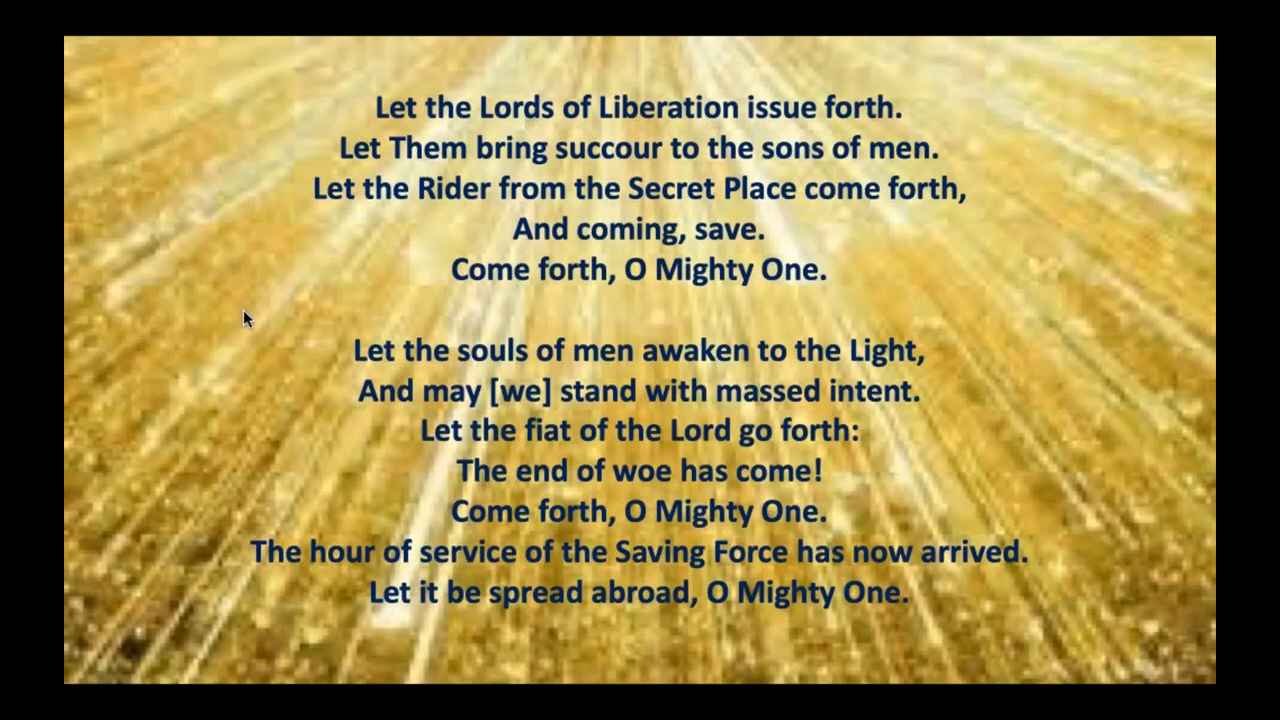 Let the Lords of Liberation issue forth.
Let Them bring succour to the sons of men.
Let the Rider from the Secret Place come forth,
And coming, save.
Come forth, O Mighty One.
Let the souls of men awaken to the Light,
And may [we] stand with massed intent.
Let the fiat of the Lord go forth:
The end of woe has come!
Come forth, O Mighty One.
The hour of service of the Saving Force has now arrived.
Let it be spread abroad, O Mighty One.